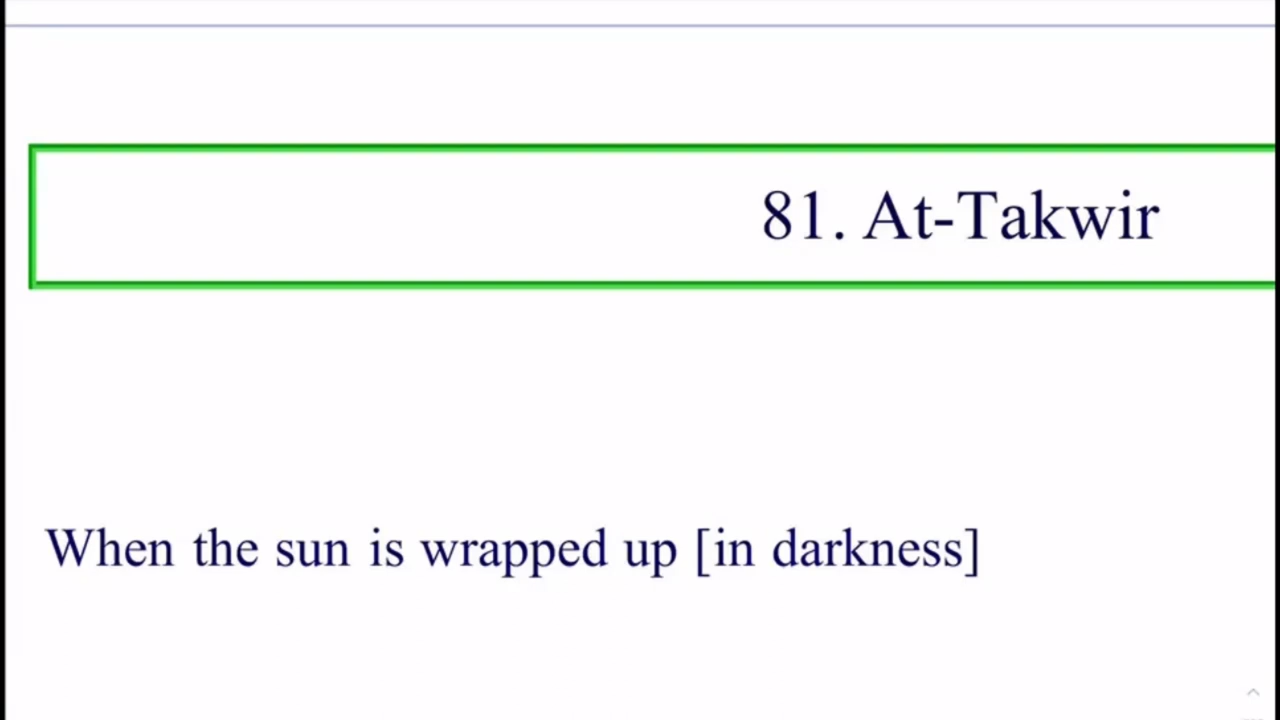 81. At-Takwir
When the sun is wrapped up [in darkness]